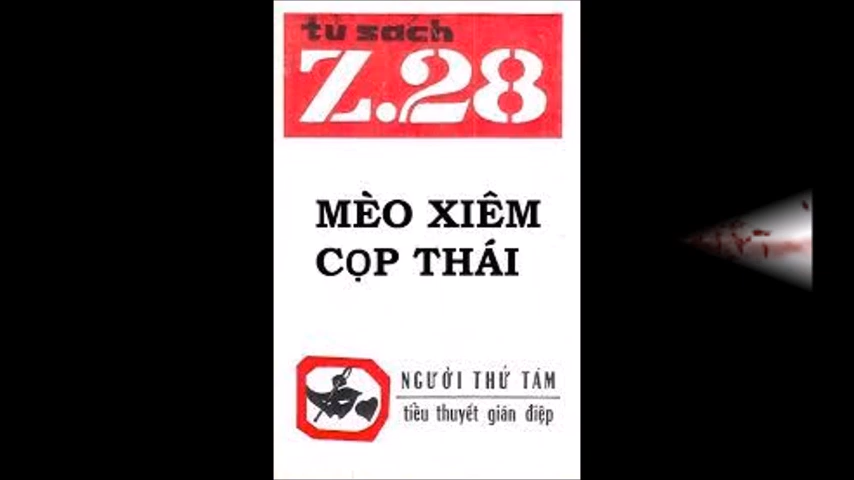 tủ sách
Z.28
MÈO XIÊM
CỌP THÁI
NGƯỜI THỨ TÁM
tiểu thuyết gián điệp